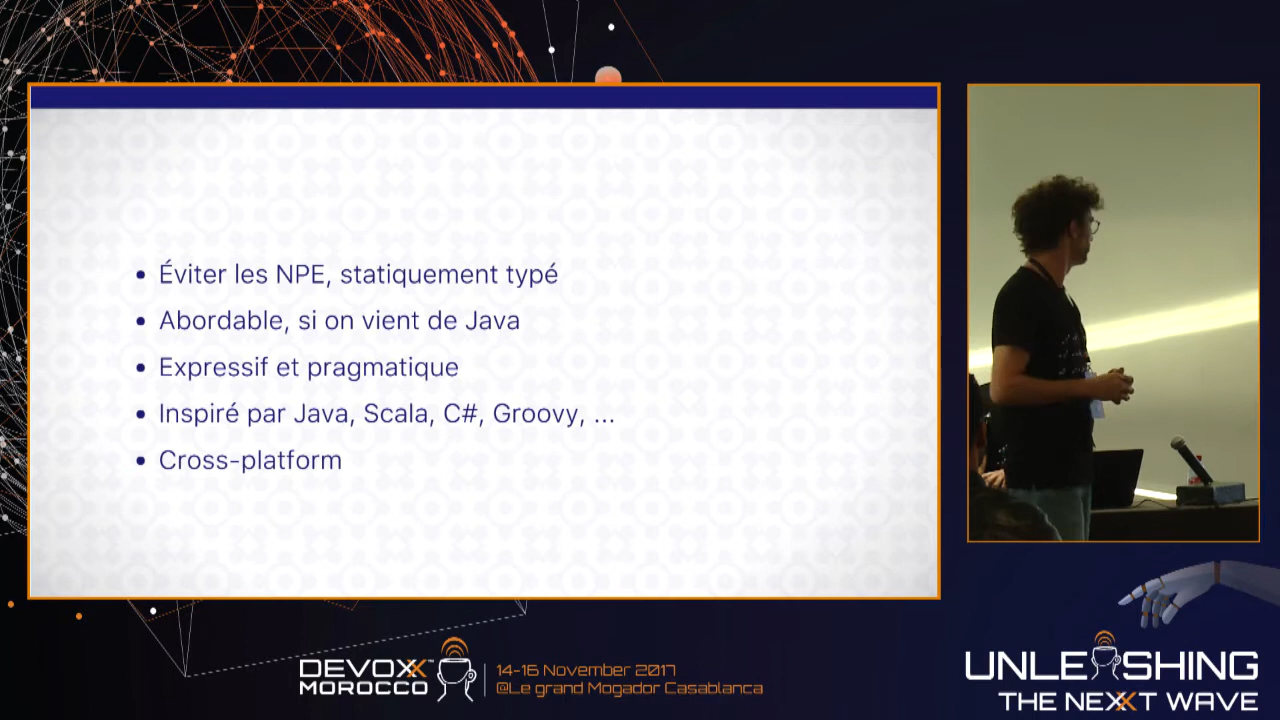 • Éviter les NPE, statiquement typé
• Abordable, si on vient de Java
• Expressif et pragmatique
• Inspiré par Java, Scala, C#, Groovy, ...
• Cross-platform
DEVOXX™
MOROCCO
14-16 November 2017
@Le grand Mogador Casablanca
UNLEASHING
THE NEXXT WAVE